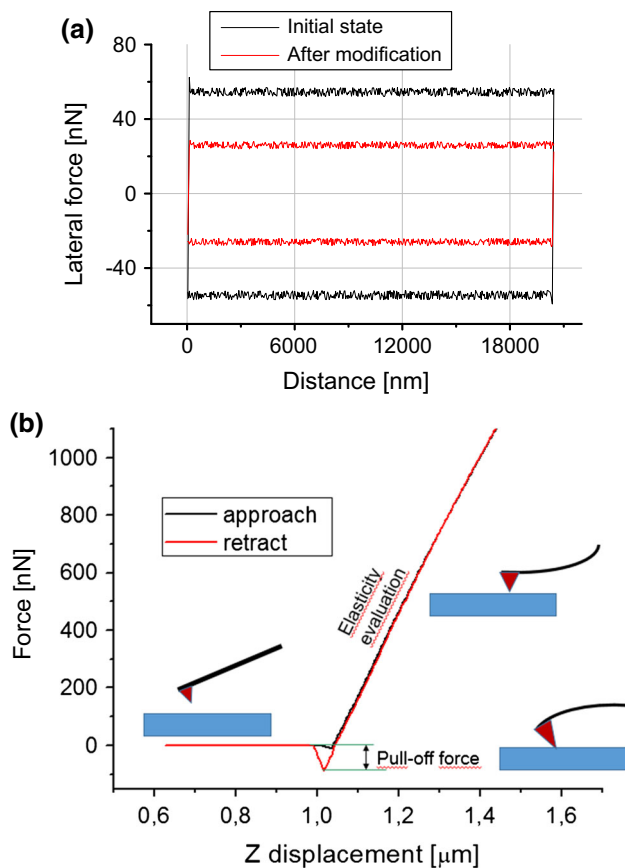 (a)
Initial state
After modification
80
40
0
-40
Lateral force [nN]
0 6000 12000 18000
Distance [nm]
(b)
1000
800
600
400
200
0
Force [nN]
approach
retract
Elasticity
evaluation
Pull-off force
0,6 0,8 1,0 1,2 1,4 1,6
Z displacement [μm]